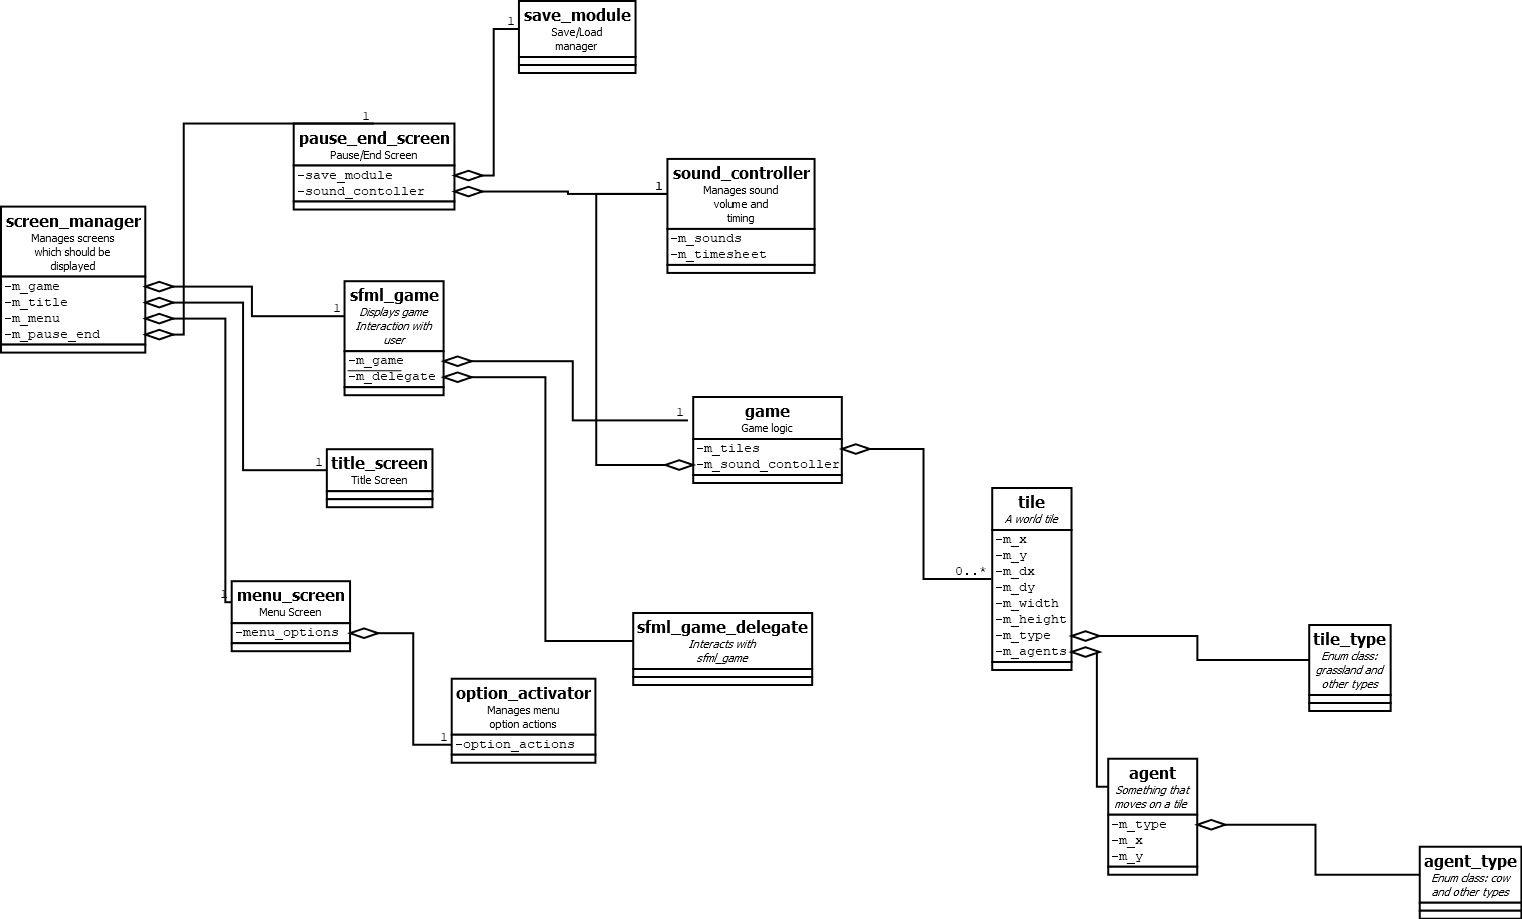 save_module
Save/Load
manager
1
1
pause_end_screen
Pause/End Screen
-save_module
-sound_contoller
1
sound_controller
Manages sound
volume and
timing
-m_sounds
-m_timesheet
screen_manager
Manages screens
which should be
displayed
-m_game
-m_title
-m_menu
-m_pause_end
1
sfml_game
Displays game
Interaction with
user
-m_game
-m_delegate
1
game
Game logic
-m_tiles
-m_sound_contoller
1
title_screen
Title Screen
tile
A world tile
-m_x
-m_y
-m_dx
-m_dy
-m_width
-m_height
-m_type
-m_agents
0..*
1
menu_screen
Menu Screen
-menu_options
sfml_game_delegate
Interacts with
sfml_game
tile_type
Enum class:
grassland and
other types
1
option_activator
Manages menu
option actions
-option_actions
agent
Something that
moves on a tile
-m_type
-m_x
-m_y
agent_type
Enum class: cow
and other types